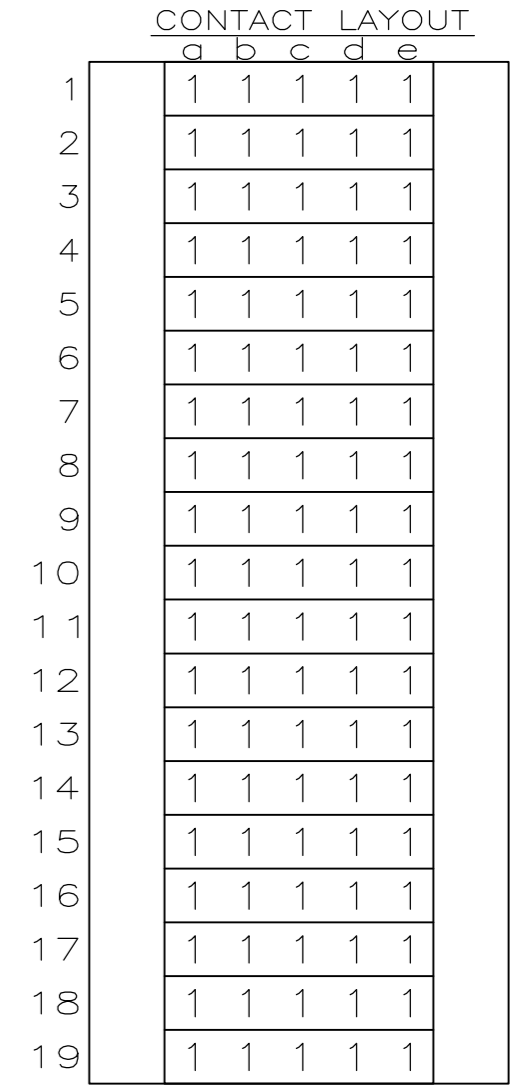 CONTACT LAYOUT
a b c d e
1 1 1 1 1 1
2 1 1 1 1 1
3 1 1 1 1 1
4 1 1 1 1 1
5 1 1 1 1 1
6 1 1 1 1 1
7 1 1 1 1 1
8 1 1 1 1 1
9 1 1 1 1 1
10 1 1 1 1 1
11 1 1 1 1 1
12 1 1 1 1 1
13 1 1 1 1 1
14 1 1 1 1 1
15 1 1 1 1 1
16 1 1 1 1 1
17 1 1 1 1 1
18 1 1 1 1 1
19 1 1 1 1 1